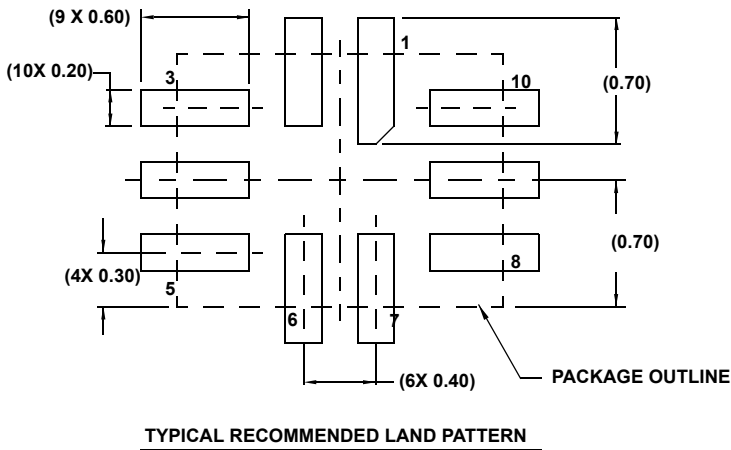 (9 X 0.60)
1
(10X 0.20)
3
10
(0.70)
(0.70)
(4X 0.30)
5
8
6
7
(6X 0.40)
PACKAGE OUTLINE
TYPICAL RECOMMENDED LAND PATTERN